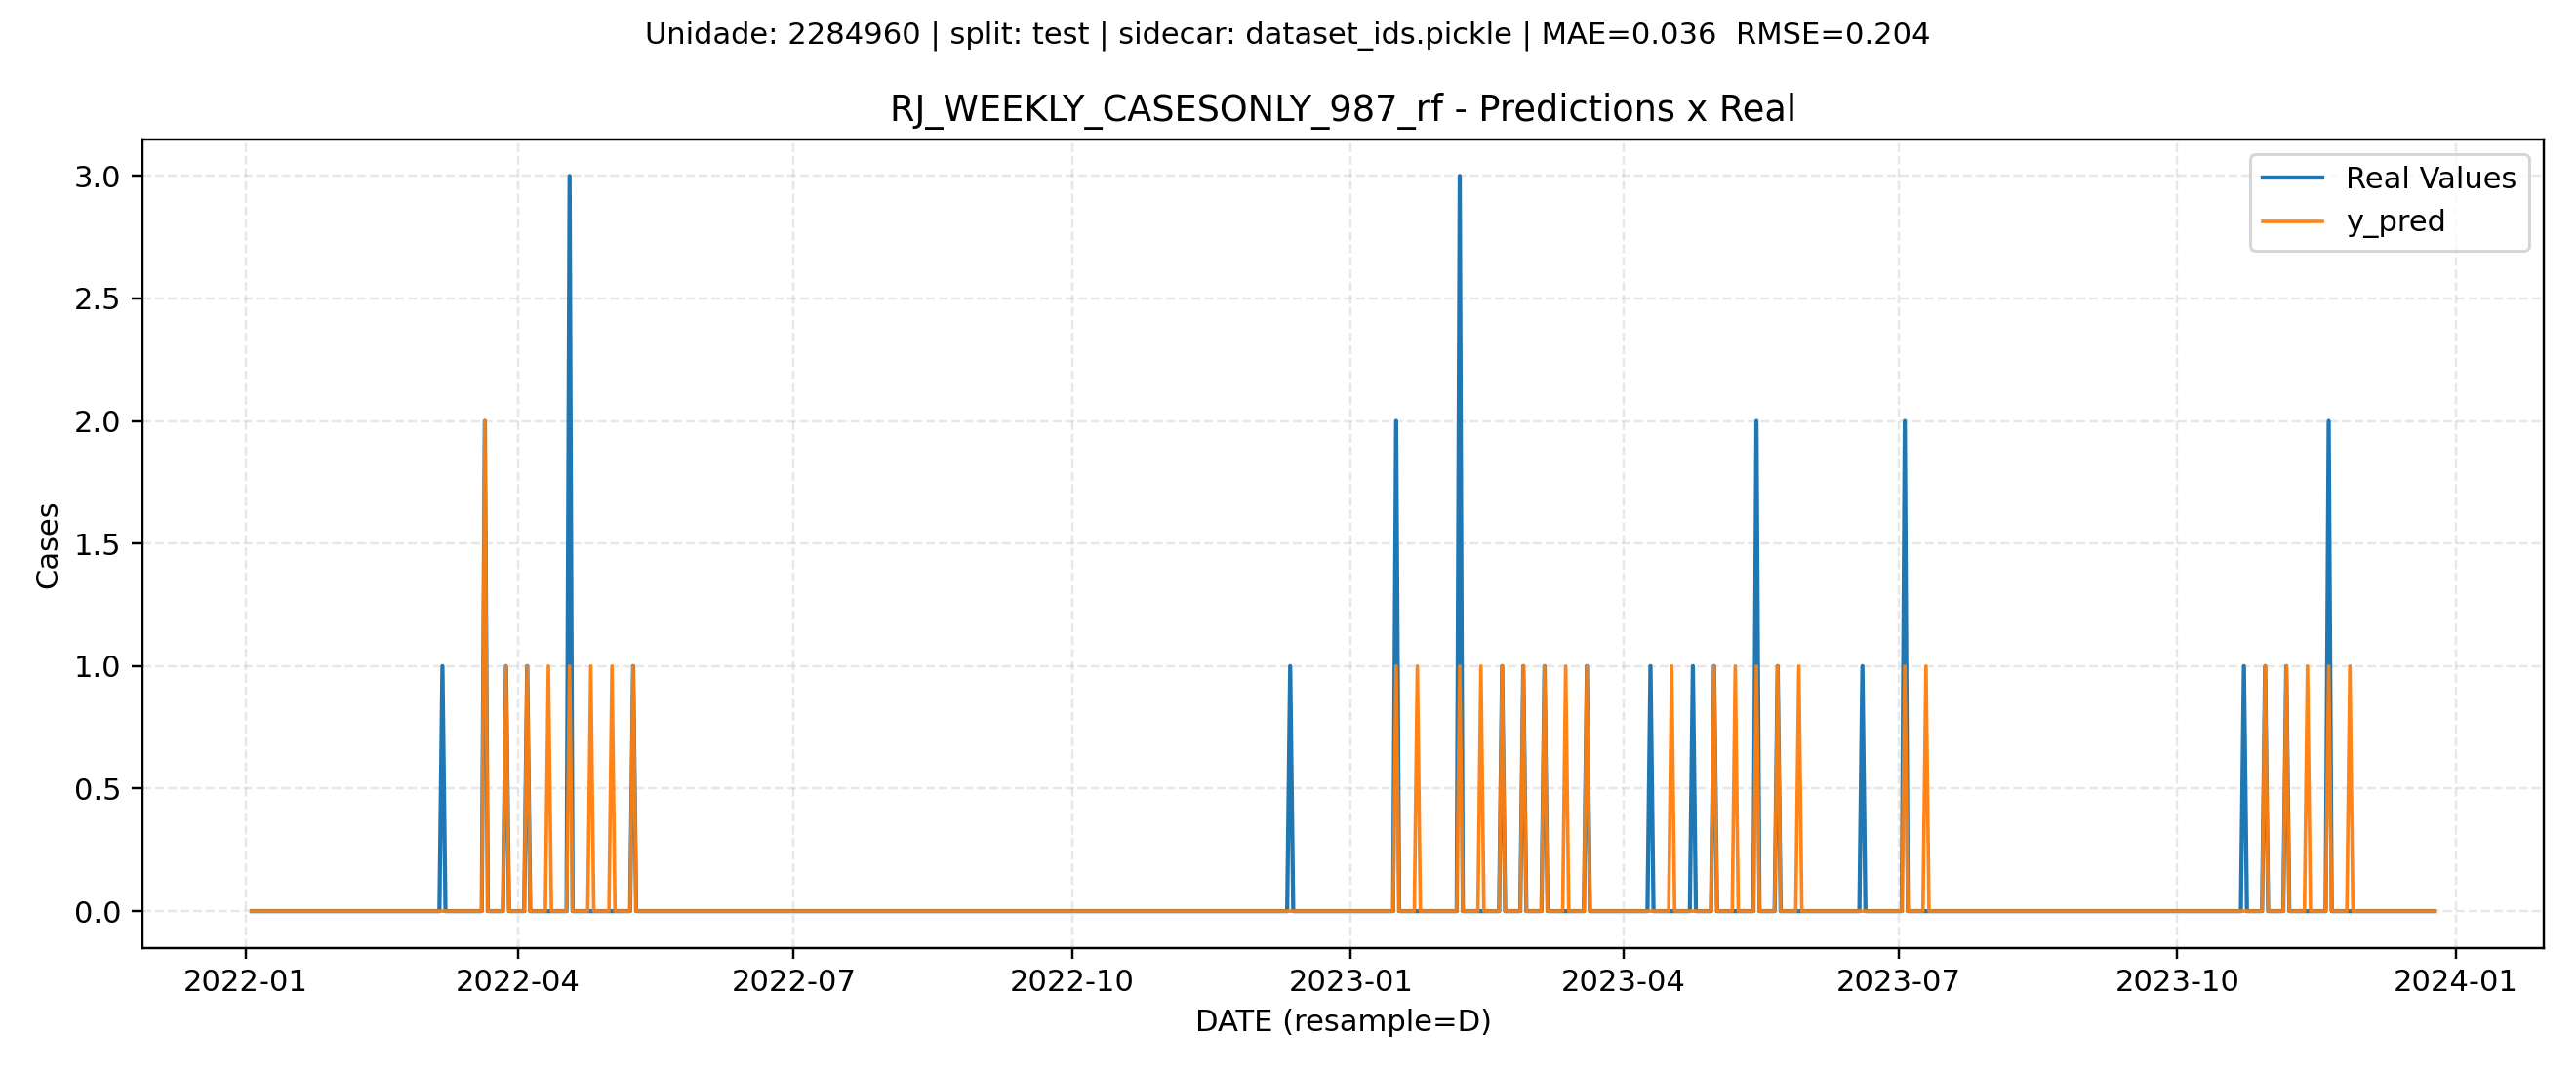 Unidade: 2284960 | split: test | sidecar: dataset_ids.pickle | MAE=0.036  RMSE=0.204
RJ_WEEKLY_CASESONLY_987_rf - Predictions x Real
Real Values
y_pred
Cases
3.0
2.5
2.0
1.5
1.0
0.5
0.0
2022-01 2022-04 2022-07 2022-10 2023-01 2023-04 2023-07 2023-10 2024-01
DATE (resample=D)